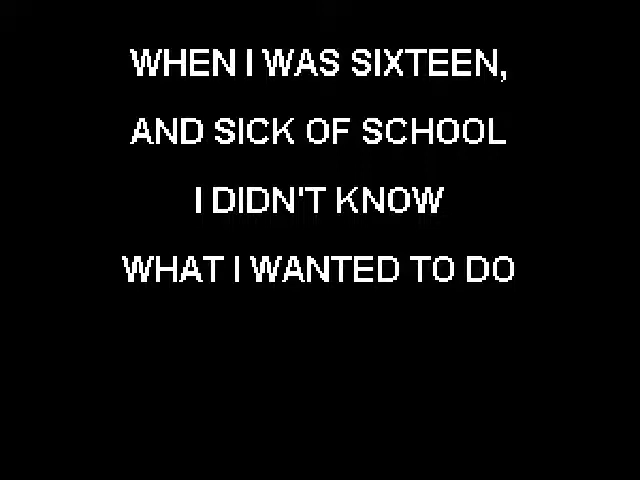 WHEN I WAS SIXTEEN,
AND SICK OF SCHOOL
I DIDN'T KNOW
WHAT I WANTED TO DO